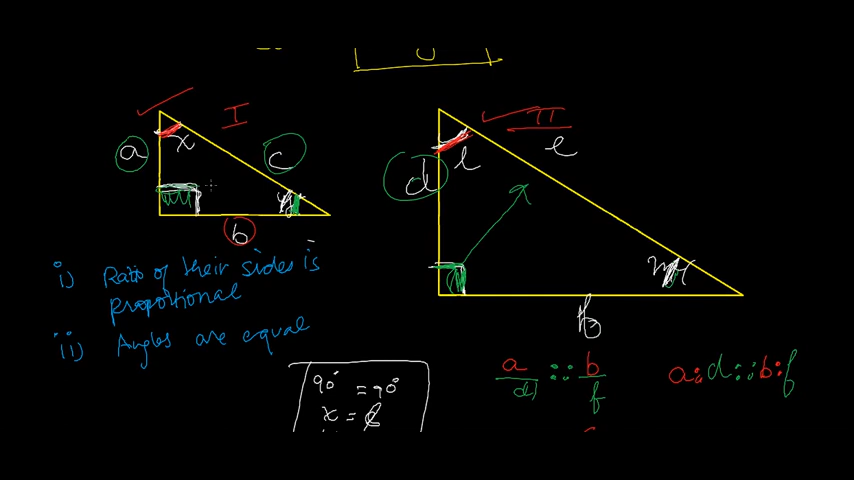 I
II
x
l
e
a
c
d
y
b
m
f
i) Ratio of their sides is
proportional
ii) Angles are equal
90° = 90°
x = l
a/d :: b/f
a:d::b:f